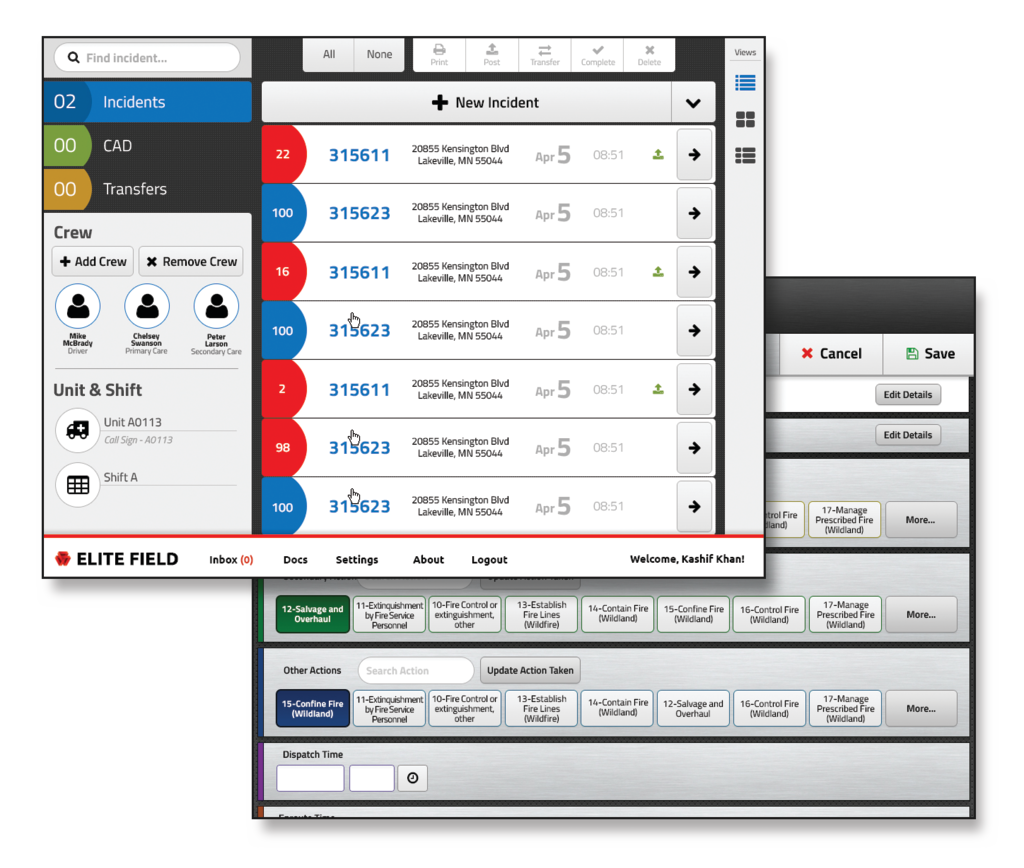 Find incident...
All None Print Post Transfer Complete Delete
Views
02 Incidents
New Incident
00 CAD
00 Transfers
22 315611 20855 Kensington Blvd Lakeville, MN 55044 Apr 5 08:51
100 315623 20855 Kensington Blvd Lakeville, MN 55044 Apr 5 08:51
16 315611 20855 Kensington Blvd Lakeville, MN 55044 Apr 5 08:51
100 315623 20855 Kensington Blvd Lakeville, MN 55044 Apr 5 08:51
2 315611 20855 Kensington Blvd Lakeville, MN 55044 Apr 5 08:51
98 315623 20855 Kensington Blvd Lakeville, MN 55044 Apr 5 08:51
100 315623 20855 Kensington Blvd Lakeville, MN 55044 Apr 5 08:51
Crew
Add Crew Remove Crew
Mike McBrady Driver
Chelsey Swanson Primary Care
Peter Larson Secondary Care
Unit & Shift
Unit A0113
Call Sign - A0113
Shift A
ELITE FIELD Inbox (0) Docs Settings About Logout Welcome, Kashif Khan!
Cancel Save
Edit Details
Edit Details
17-Manage Prescribed Fire (Wildland)
More...
12-Salvage and Overhaul
11-Extinguishment by Fire Service Personnel
10-Fire Control or extinguishment, other
13-Establish Fire Lines (Wildfire)
14-Contain Fire (Wildland)
15-Confine Fire (Wildland)
16-Control Fire (Wildland)
17-Manage Prescribed Fire (Wildland)
More...
Other Actions Search Action Update Action Taken
15-Confine Fire (Wildland)
11-Extinguishment by Fire Service Personnel
10-Fire Control or extinguishment, other
13-Establish Fire Lines (Wildfire)
14-Contain Fire (Wildland)
12-Salvage and Overhaul
16-Control Fire (Wildland)
17-Manage Prescribed Fire (Wildland)
More...
Dispatch Time